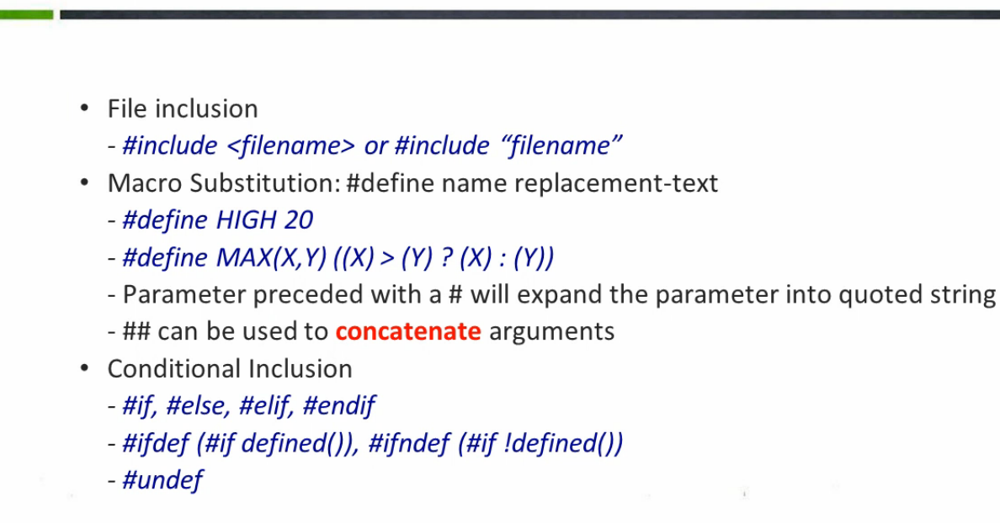 • File inclusion
- #include <filename> or #include “filename”
• Macro Substitution: #define name replacement-text
- #define HIGH 20
- #define MAX(X,Y) ((X) > (Y) ? (X) : (Y))
- Parameter preceded with a # will expand the parameter into quoted string
- ## can be used to concatenate arguments
• Conditional Inclusion
- #if, #else, #elif, #endif
- #ifdef (#if defined()), #ifndef (#if !defined())
- #undef